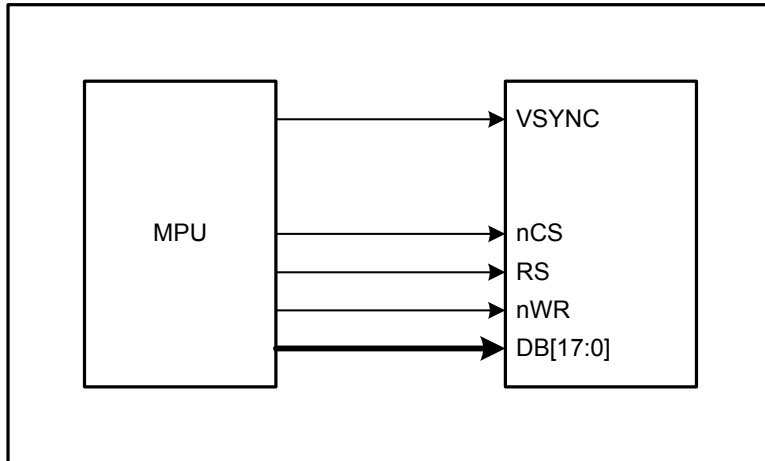 VSYNC
MPU
nCS
RS
nWR
DB[17:0]